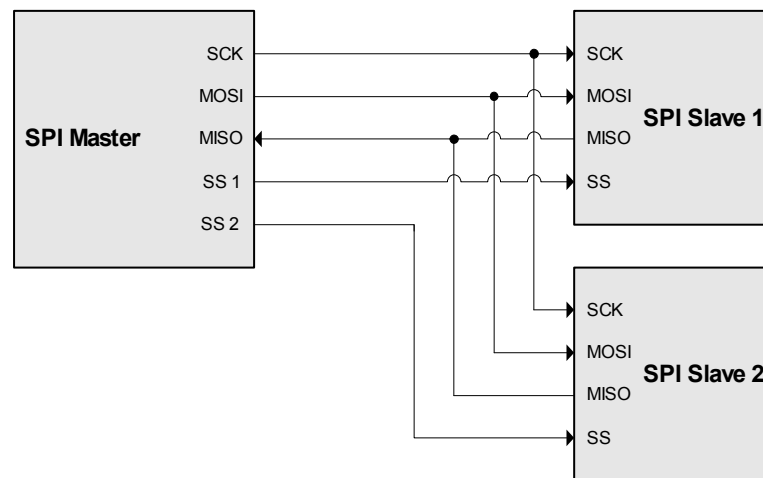 SPI Master
SCK
MOSI
MISO
SS 1
SS 2
SCK
MOSI
MISO
SS
SPI Slave 1
SCK
MOSI
MISO
SS
SPI Slave 2